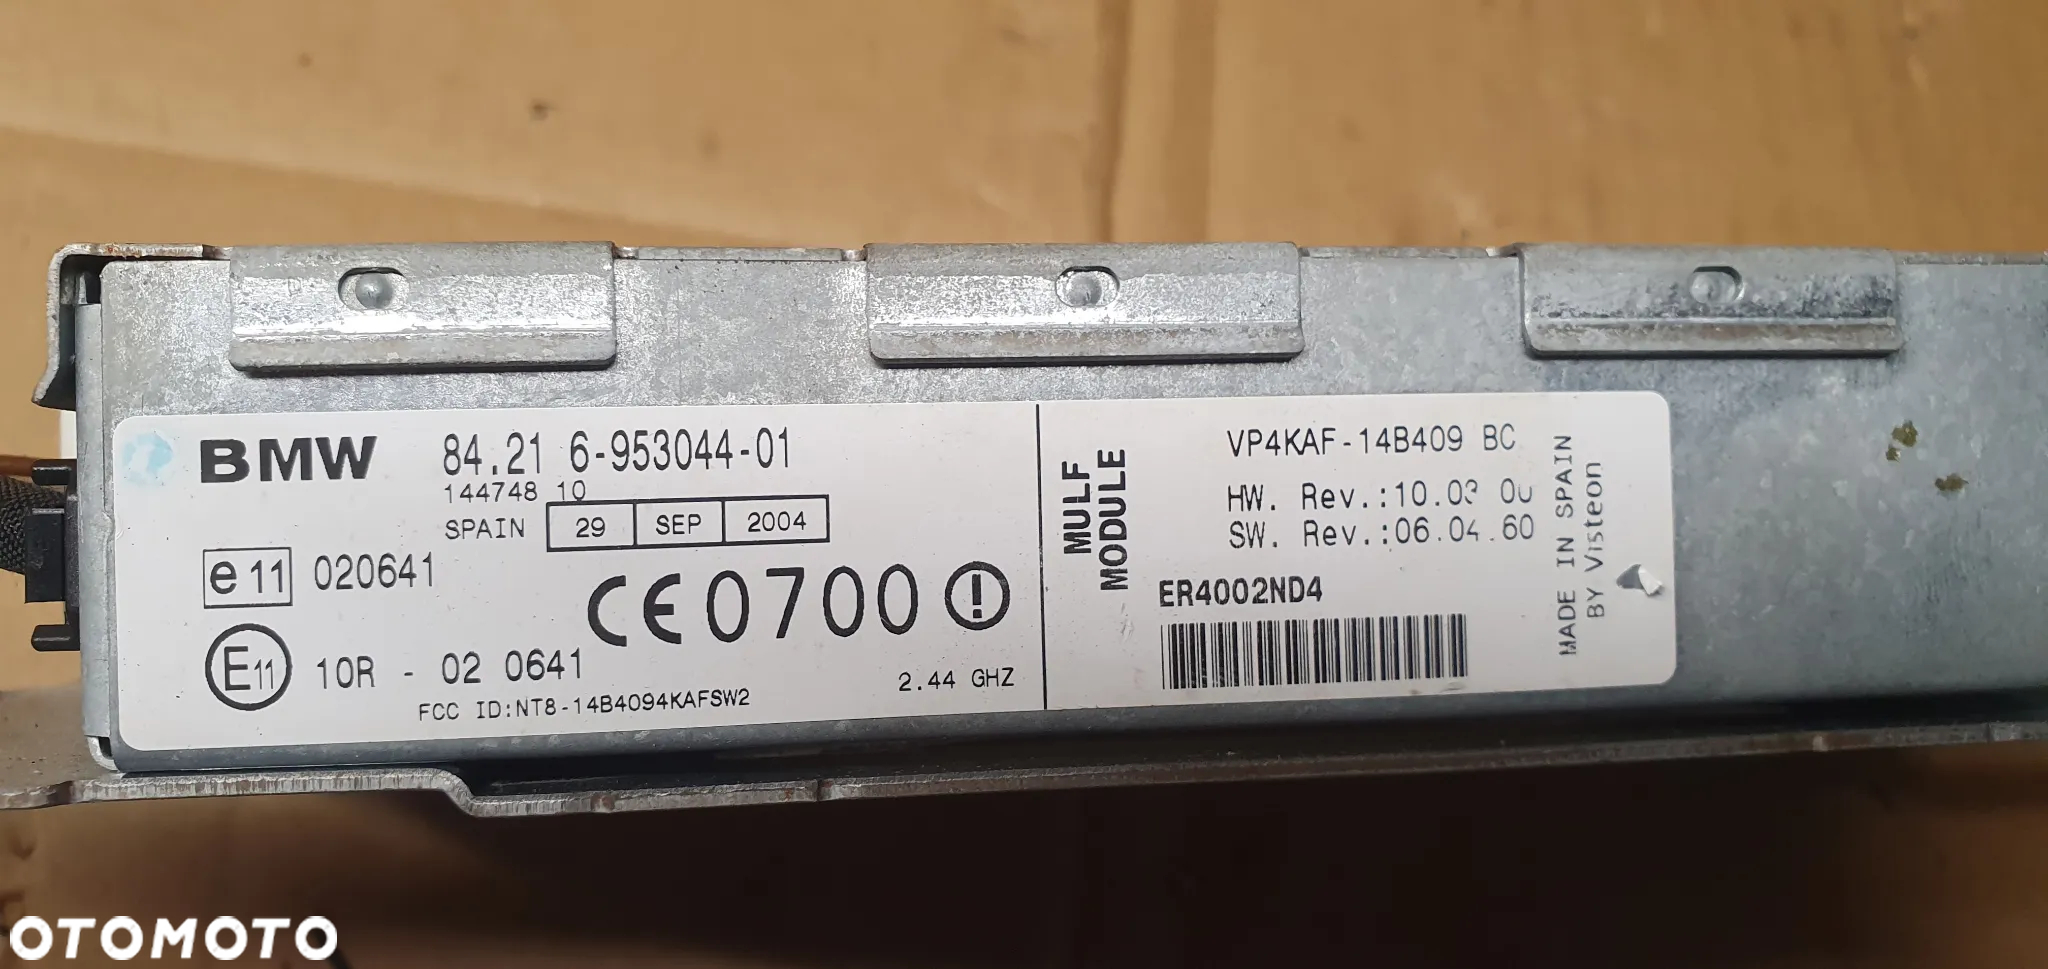 BMW 84.21 6-953044-01
144748 10
SPAIN 29 SEP 2004
e11 020641
CE0700
E11 10R - 02 0641
2.44 GHZ
FCC ID:NT8-14B4094KAFSW2
MULF
MODULE
VP4KAF-14B409 BC
HW. Rev.:10.03 00
SW. Rev.:06.04.60
ER4002ND4
MADE IN SPAIN
BY Visteon
OTOMOTO